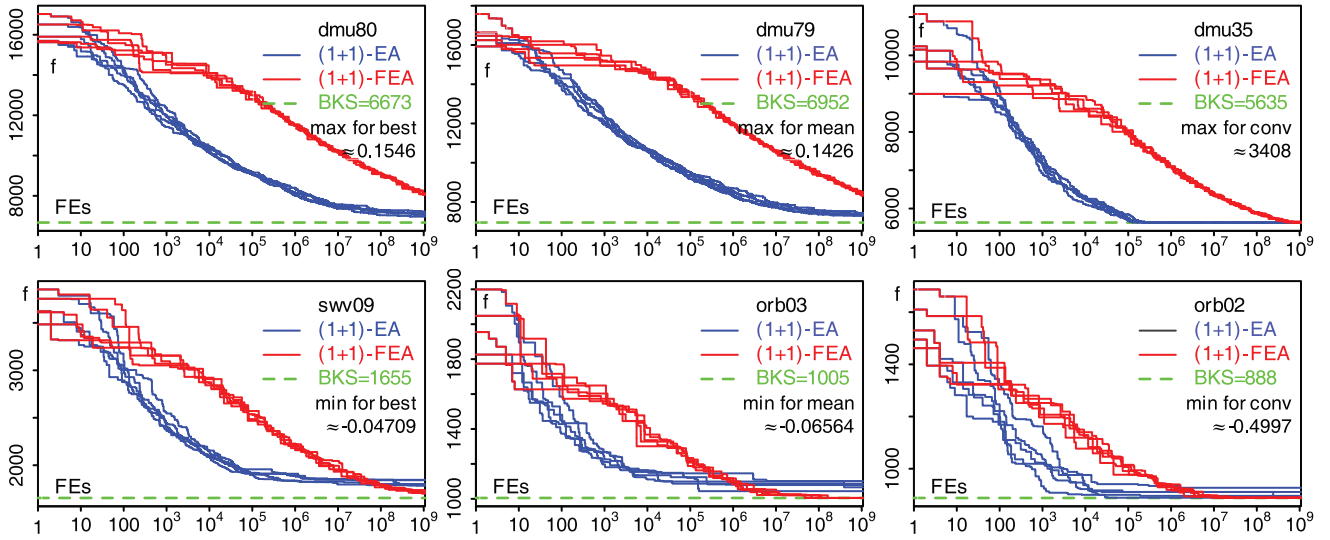 dmu80
(1+1)-EA
(1+1)-FEA
BKS=6673
max for best
≈0.1546
f
FEs
8000 12000 16000
1 10 100 10³ 10⁴ 10⁵ 10⁶ 10⁷ 10⁸ 10⁹
dmu79
(1+1)-EA
(1+1)-FEA
BKS=6952
max for mean
≈0.1426
f
FEs
8000 10000 12000 14000 16000
1 10 100 10³ 10⁴ 10⁵ 10⁶ 10⁷ 10⁸ 10⁹
dmu35
(1+1)-EA
(1+1)-FEA
BKS=5635
max for conv
≈3408
f
FEs
6000 8000 10000
1 10 100 10³ 10⁴ 10⁵ 10⁶ 10⁷ 10⁸ 10⁹
swv09
(1+1)-EA
(1+1)-FEA
BKS=1655
min for best
≈-0.04709
f
FEs
2000 3000
1 10 100 10³ 10⁴ 10⁵ 10⁶ 10⁷ 10⁸ 10⁹
orb03
(1+1)-EA
(1+1)-FEA
BKS=1005
min for mean
≈-0.06564
f
FEs
1000 1400 1800 2200
1 10 100 10³ 10⁴ 10⁵ 10⁶ 10⁷ 10⁸ 10⁹
orb02
(1+1)-EA
(1+1)-FEA
BKS=888
min for conv
≈-0.4997
f
FEs
1000 1400
1 10 100 10³ 10⁴ 10⁵ 10⁶ 10⁷ 10⁸ 10⁹